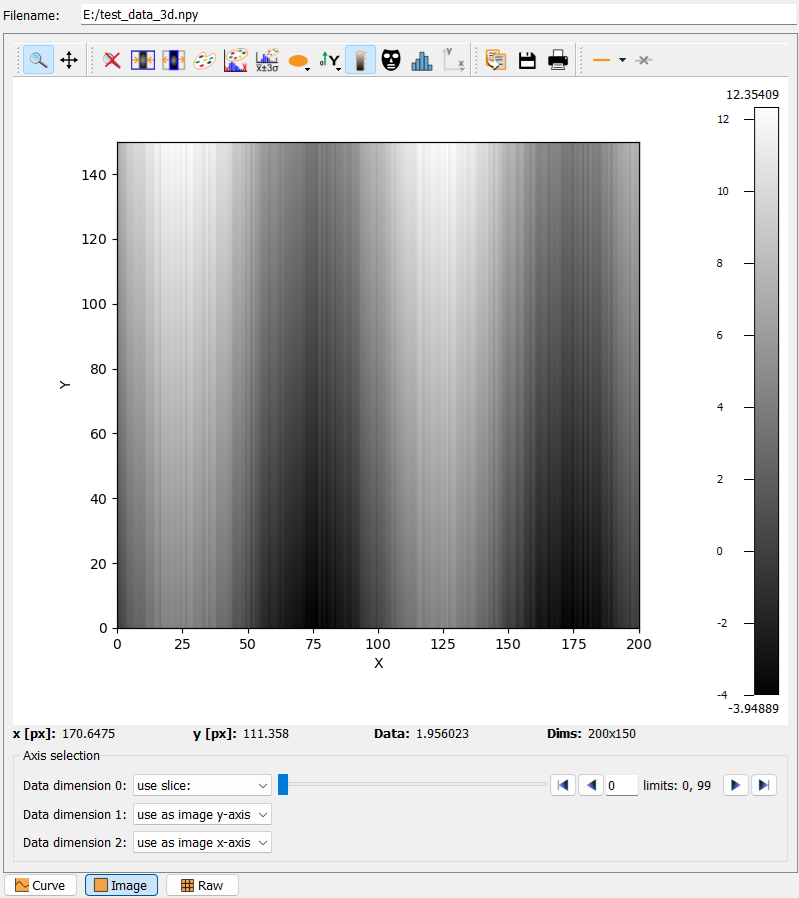 Filename: E:/test_data_3d.npy
x±3σ
Y
y
x
12.35409
12
10
8
6
4
2
0
-2
-4
-3.94889
140
120
100
80
60
40
20
0
Y
0 25 50 75 100 125 150 175 200
X
x [px]: 170.6475 y [px]: 111.358 Data: 1.956023 Dims: 200x150
Axis selection
Data dimension 0: use slice: 0 limits: 0, 99
Data dimension 1: use as image y-axis
Data dimension 2: use as image x-axis
Curve Image Raw